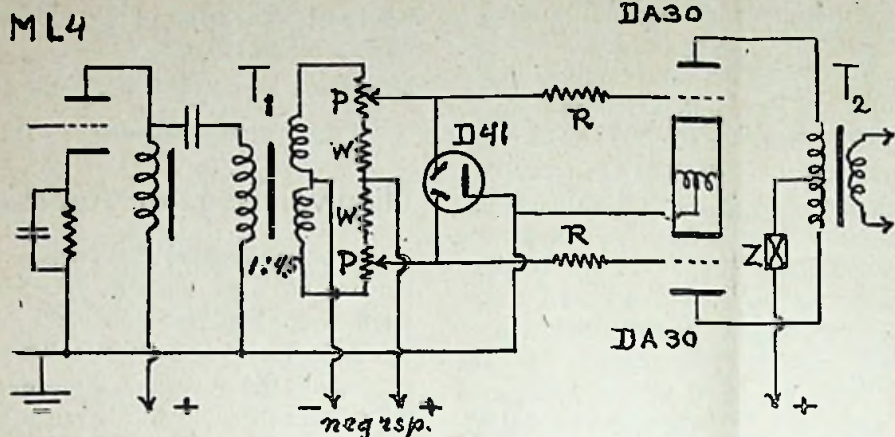 ML4
DA30
T1
T2
P
D41
R
W
W
P
R
Z
1:4,5
DA30
+
-
+
+
neg rsp.